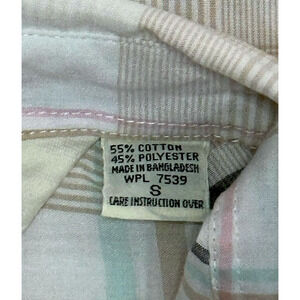 55% COTTON
45% POLYESTER
MADE IN BANGLADESH
WPL 7539
S
CARE INSTRUCTION OVER